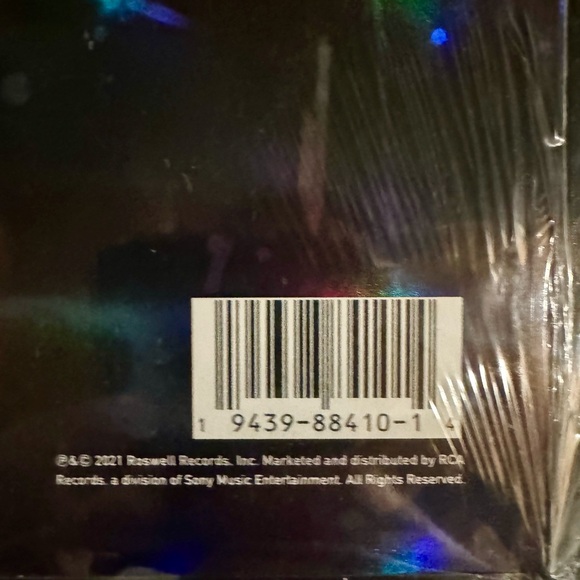 1 9439-88410-1 4
℗&© 2021 Roswell Records, Inc. Marketed and distributed by RCA
Records, a division of Sony Music Entertainment. All Rights Reserved.